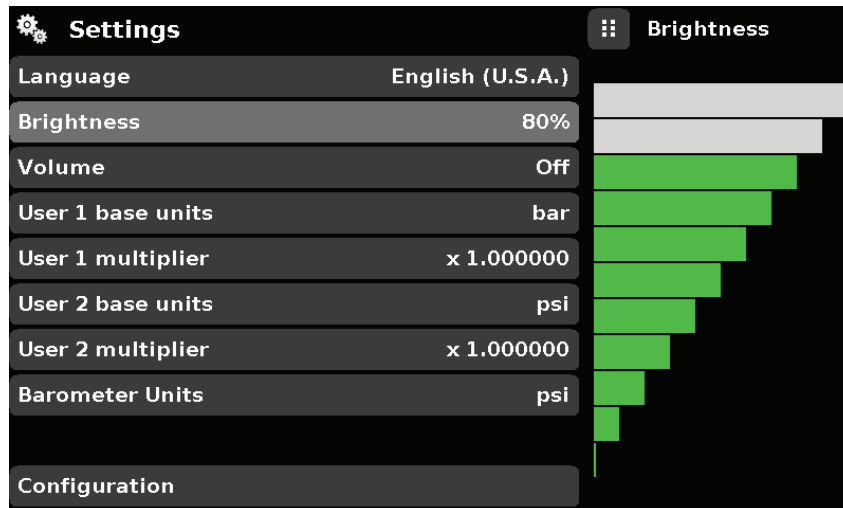 Settings
Brightness
Language English (U.S.A.)
Brightness 80%
Volume Off
User 1 base units bar
User 1 multiplier x 1.000000
User 2 base units psi
User 2 multiplier x 1.000000
Barometer Units psi
Configuration